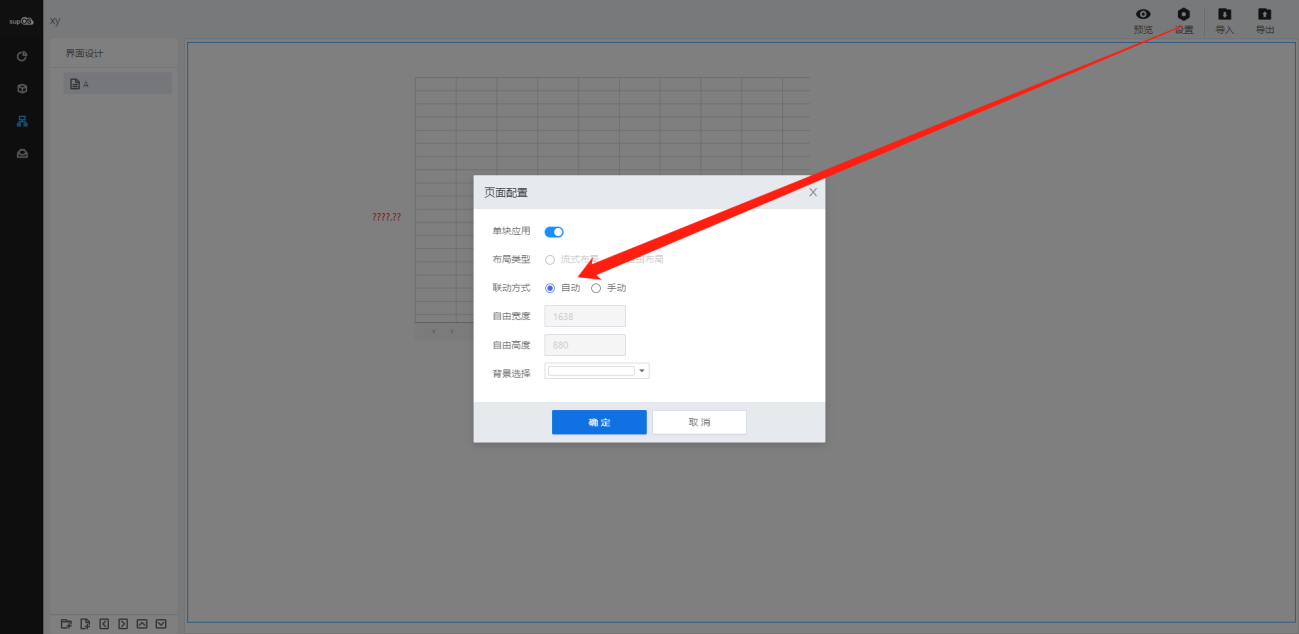 supOS
xy
预览
设置
导入
导出
界面设计
A
????.??
页面配置
单块应用
布局类型
流式布局
自由布局
联动方式
自动
手动
自由宽度
1638
自由高度
880
背景选择
确定
取消